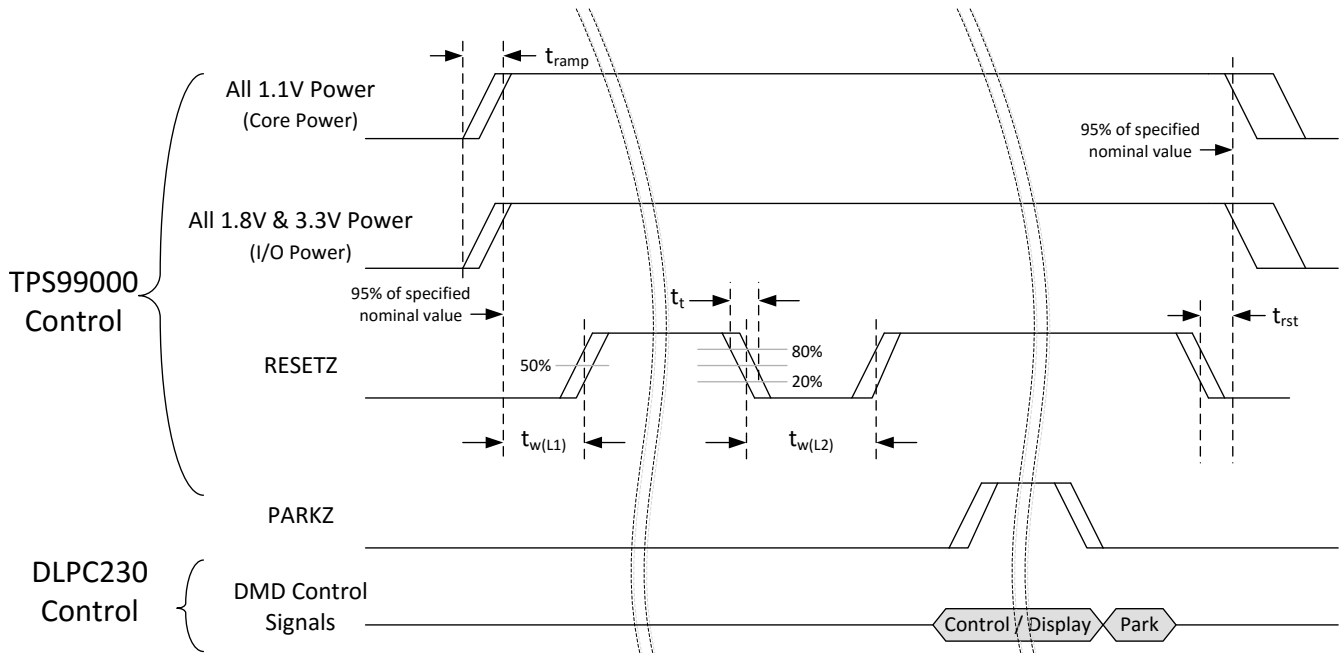 t_ramp
All 1.1V Power
(Core Power)
95% of specified
nominal value
All 1.8V & 3.3V Power
(I/O Power)
TPS99000
Control
95% of specified
nominal value
t_t
t_rst
RESETZ
50%
80%
20%
t_w(L1)
t_w(L2)
PARKZ
DLPC230
Control
DMD Control
Signals
Control / Display
Park